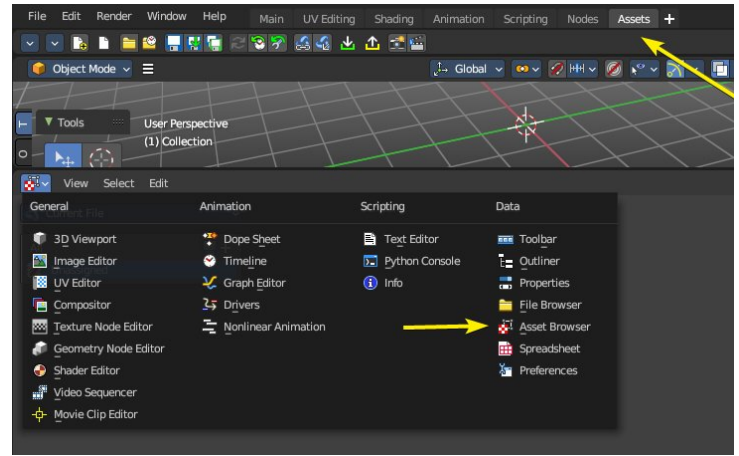 File Edit Render Window Help Main UV Editing Shading Animation Scripting Nodes Assets +
Object Mode Global
Tools
User Perspective
(1) Collection
View Select Edit
General Animation Scripting Data
3D Viewport Dope Sheet Text Editor Toolbar
Image Editor Timeline Python Console Outliner
UV Editor Graph Editor Info Properties
Compositor Drivers File Browser
Texture Node Editor Nonlinear Animation Asset Browser
Geometry Node Editor Spreadsheet
Shader Editor Preferences
Video Sequencer
Movie Clip Editor